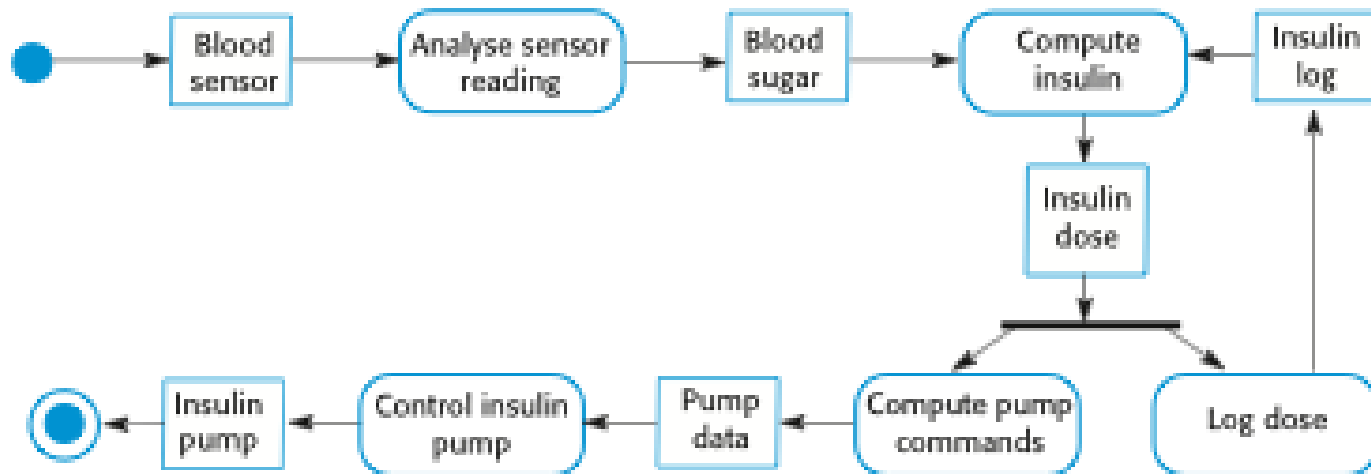 Blood
sensor
Analyse sensor
reading
Blood
sugar
Compute
insulin
Insulin
log
Insulin
dose
Insulin
pump
Control insulin
pump
Pump
data
Compute pump
commands
Log dose